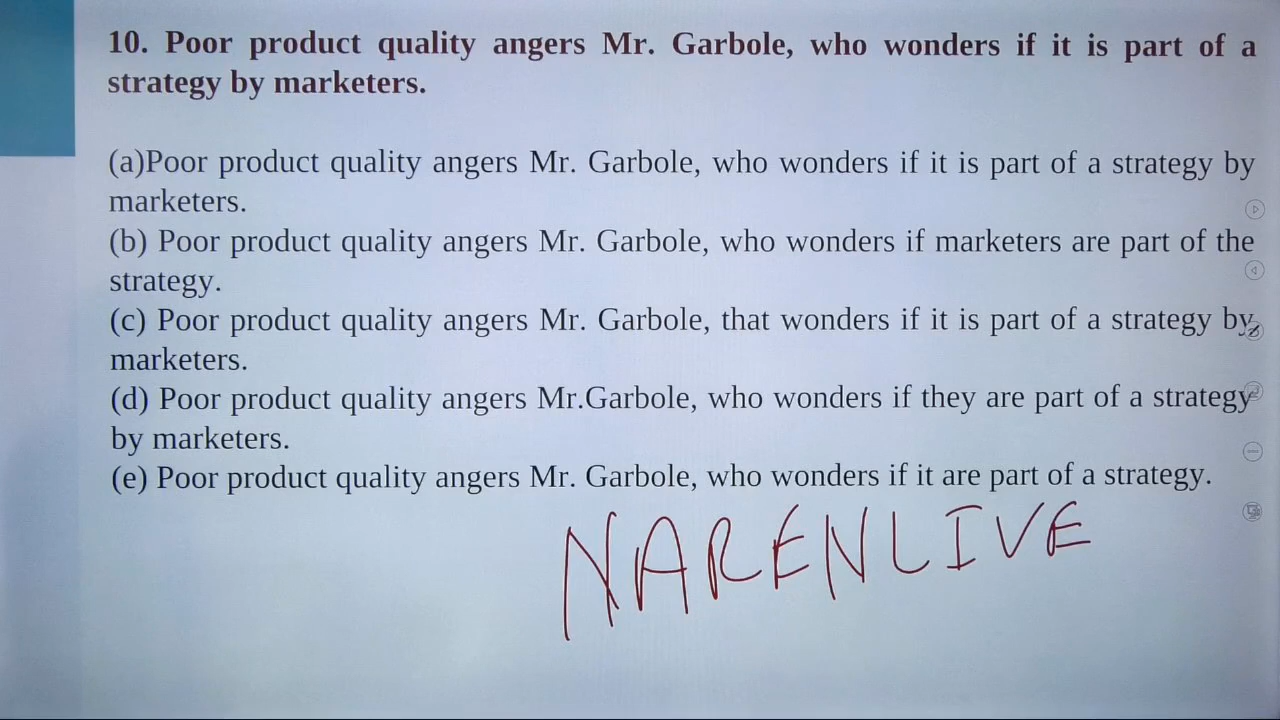 10. Poor product quality angers Mr. Garbole, who wonders if it is part of a
strategy by marketers.
(a)Poor product quality angers Mr. Garbole, who wonders if it is part of a strategy by
marketers.
(b) Poor product quality angers Mr. Garbole, who wonders if marketers are part of the
strategy.
(c) Poor product quality angers Mr. Garbole, that wonders if it is part of a strategy by
marketers.
(d) Poor product quality angers Mr.Garbole, who wonders if they are part of a strategy
by marketers.
(e) Poor product quality angers Mr. Garbole, who wonders if it are part of a strategy.
NARENLIVE